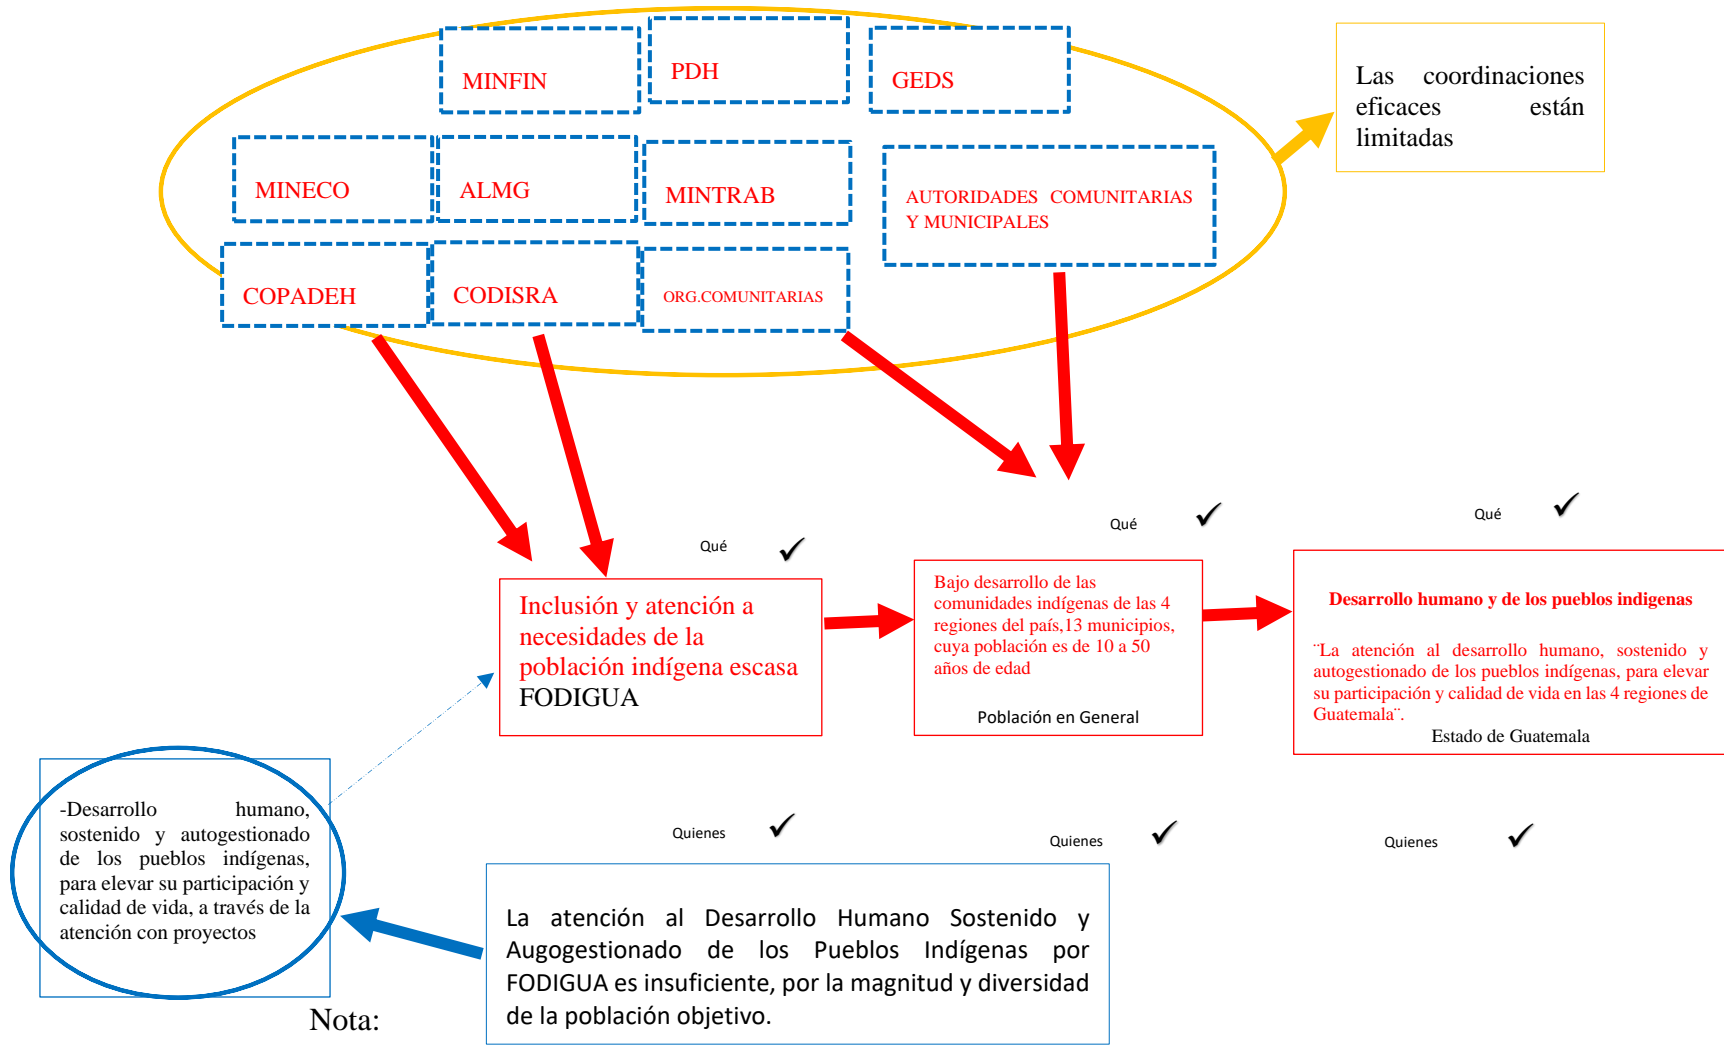 MINFIN
PDH
GEDS
Las coordinaciones
eficaces están
limitadas
MINECO
ALMG
MINTRAB
AUTORIDADES COMUNITARIAS
Y MUNICIPALES
COPADEH
CODISRA
ORG.COMUNITARIAS
Qué
Qué
Qué
Inclusión y atención a
necesidades de la
población indígena escasa
FODIGUA
Bajo desarrollo de las
comunidades indígenas de las 4
regiones del país,13 municipios,
cuya población es de 10 a 50
años de edad
Población en General
Desarrollo humano y de los pueblos indigenas
¨La atención al desarrollo humano, sostenido y
autogestionado de los pueblos indígenas, para elevar
su participación y calidad de vida en las 4 regiones de
Guatemala¨.
Estado de Guatemala
-Desarrollo humano,
sostenido y autogestionado
de los pueblos indígenas,
para elevar su participación y
calidad de vida, a través de la
atención con proyectos
Quienes
Quienes
Quienes
La atención al Desarrollo Humano Sostenido y
Augogestionado de los Pueblos Indígenas por
FODIGUA es insuficiente, por la magnitud y diversidad
de la población objetivo.
Nota: